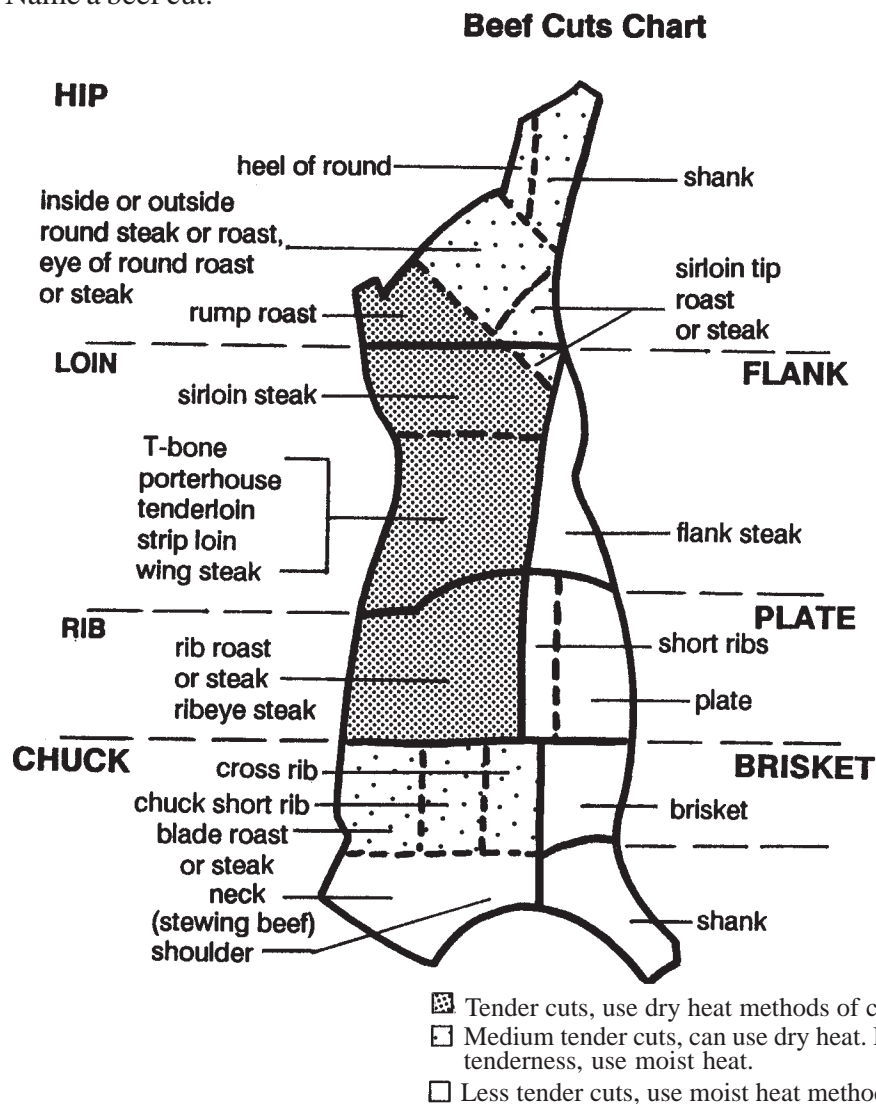 Name a beef cut.
Beef Cuts Chart
HIP
heel of round
shank
inside or outside
round steak or roast,
eye of round roast
or steak
sirloin tip
roast
or steak
rump roast
LOIN
FLANK
sirloin steak
T-bone
porterhouse
tenderloin
strip loin
wing steak
flank steak
RIB
PLATE
rib roast
or steak
ribeye steak
short ribs
plate
CHUCK
BRISKET
cross rib
chuck short rib
blade roast
or steak
brisket
neck
(stewing beef)
shoulder
shank
Tender cuts, use dry heat methods of
Medium tender cuts, can use dry heat.
tenderness, use moist heat.
Less tender cuts, use moist heat